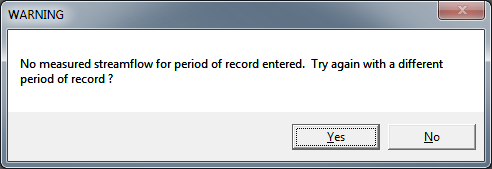 WARNING
No measured streamflow for period of record entered.  Try again with a different
period of record ?
Yes
No